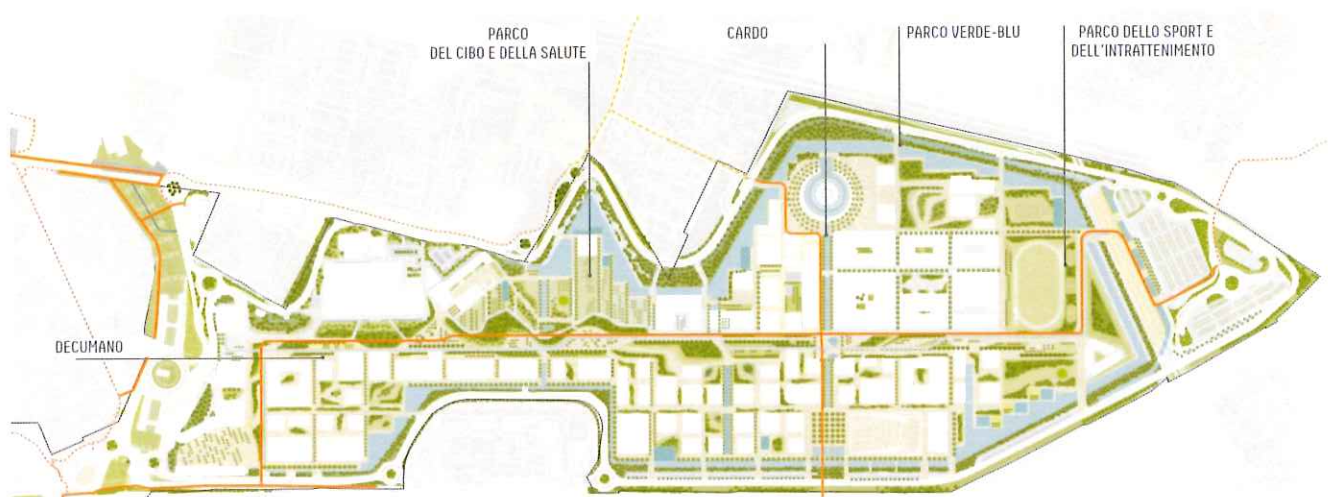 PARCO
DEL CIBO E DELLA SALUTE
CARDO
PARCO VERDE-BLU
PARCO DELLO SPORT E
DELL'INTRATTENIMENTO
DECUMANO